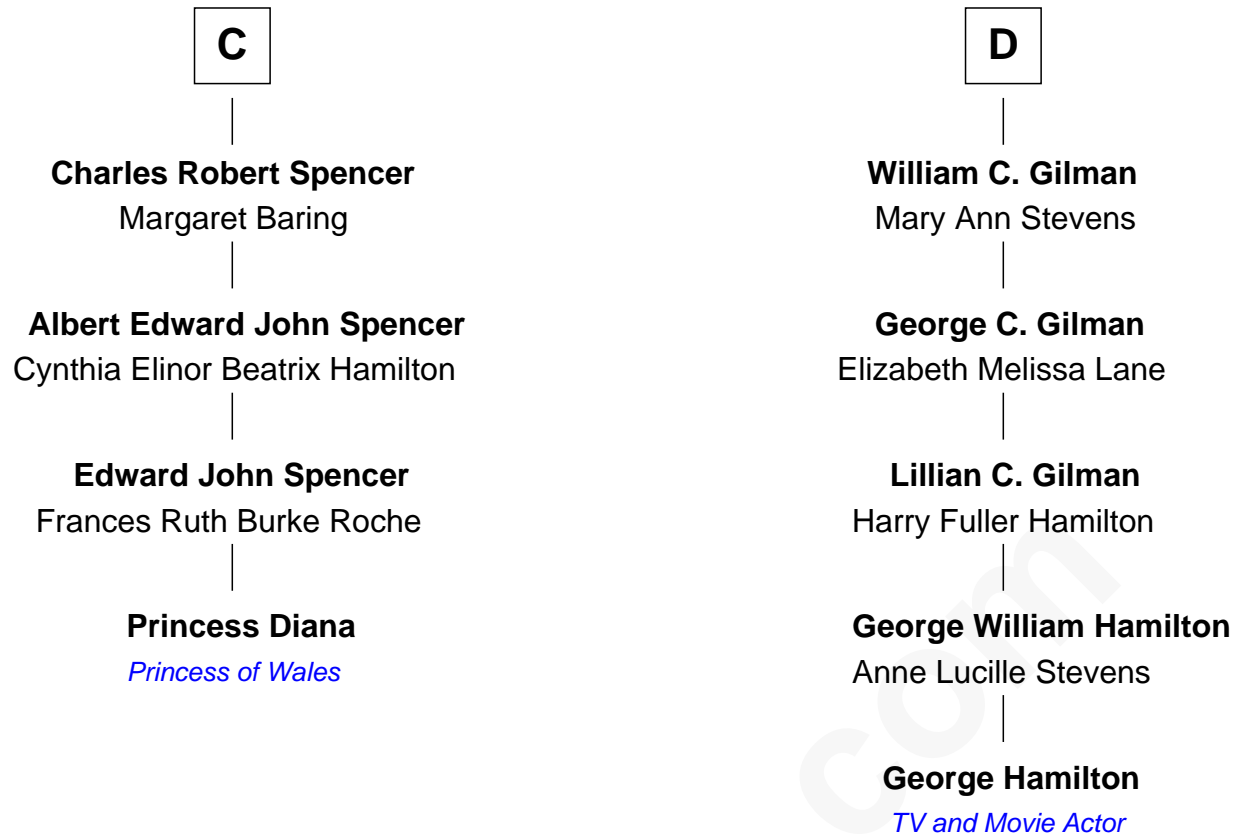 C
Charles Robert Spencer
Margaret Baring
Albert Edward John Spencer
Cynthia Elinor Beatrix Hamilton
Edward John Spencer
Frances Ruth Burke Roche
Princess Diana
Princess of Wales
D
William C. Gilman
Mary Ann Stevens
George C. Gilman
Elizabeth Melissa Lane
Lillian C. Gilman
Harry Fuller Hamilton
George William Hamilton
Anne Lucille Stevens
George Hamilton
TV and Movie Actor
com